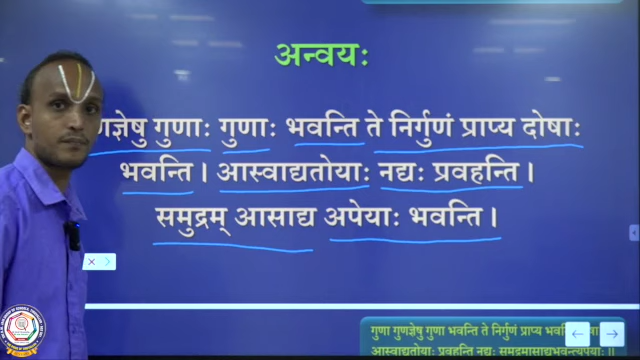 अन्वयः
गुणाः गुणाः भवन्ति ते निर्गुणं प्राप्य दोषाः
भवन्ति । आस्वाद्यतोयाः नद्यः प्रवहन्ति ।
समुद्रम् आसाद्य अपेयाः भवन्ति ।
गुणा गुणज्ञेषु गुणा भवन्ति ते निर्गुणं प्राप्य
आस्वाद्यतोयाः प्रवहन्ति नद्यः समुद्रमासाद्यभवन्त्यपेयाः ॥